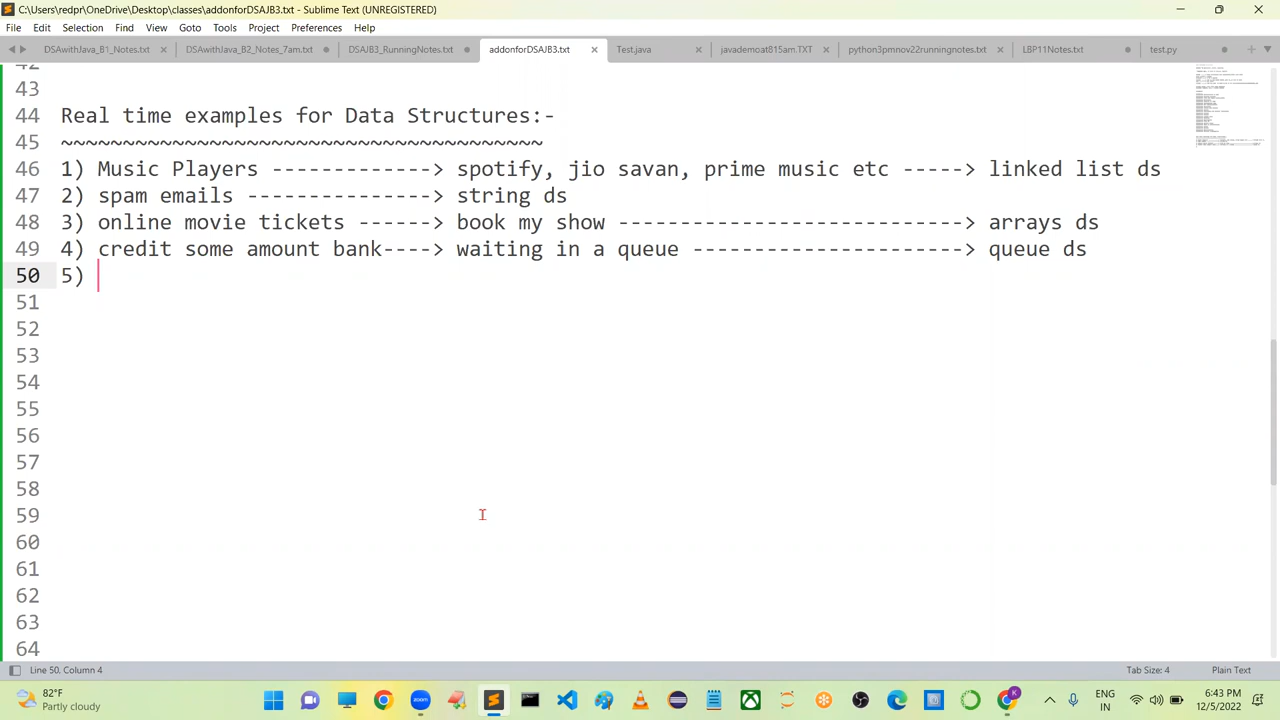 C:\Users\redpr\OneDrive\Desktop\classes\addonforDSAJB3.txt - Sublime Text (UNREGISTERED)
File Edit Selection Find View Goto Tools Project Preferences Help
DSAwithJava_B1_Notes.txt DSAwithJava_B2_Notes_7am.txt DSAJB3_RunningNotes.txt addonforDSAJB3.txt Test.java javademoat815am.TXT python3pmnov22runningnotes.txt LBP11Notes.txt test.py
42
43
44 Real time examples for Data Structures:-
45 ~~~~~~~~~~~~~~~~~~~~~~~~~~~~~~~~~~~~~~~
46 1) Music Players -------------> spotify, jio savan, prime music etc -----> linked list ds
47 2) spam emails ---------------> string ds
48 3) online movie tickets ------> book my show ----------------------------> arrays ds
49 4) credit some amount bank----> waiting in a queue ----------------------> queue ds
50 5)
51
52
53
54
55
56
57
58
59
60
61
62
63
64
Line 50, Column 4 Tab Size: 4 Plain Text
82°F
Partly cloudy
zoom
ENG
IN
6:43 PM
12/5/2022